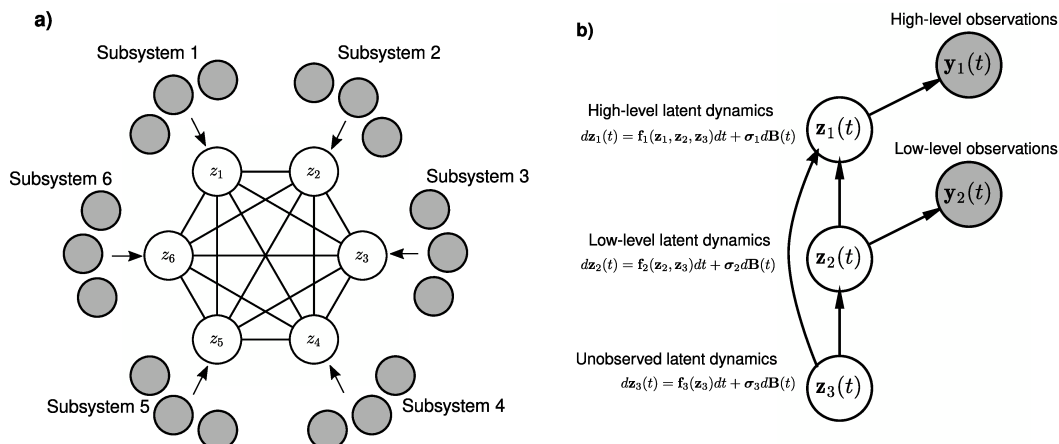 a)
Subsystem 1
Subsystem 2
Subsystem 6
Subsystem 3
Subsystem 5
Subsystem 4
z₁
z₂
z₆
z₃
z₅
z₄
b)
High-level observations
y₁(t)
High-level latent dynamics
dz₁(t) = f₁(z₁, z₂, z₃)dt + σ₁dB(t)
z₁(t)
Low-level observations
y₂(t)
Low-level latent dynamics
dz₂(t) = f₂(z₂, z₃)dt + σ₂dB(t)
z₂(t)
Unobserved latent dynamics
dz₃(t) = f₃(z₃)dt + σ₃dB(t)
z₃(t)